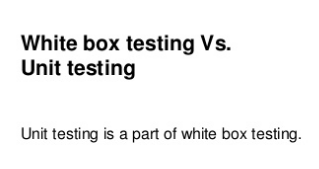 White box testing Vs.
Unit testing
Unit testing is a part of white box testing.